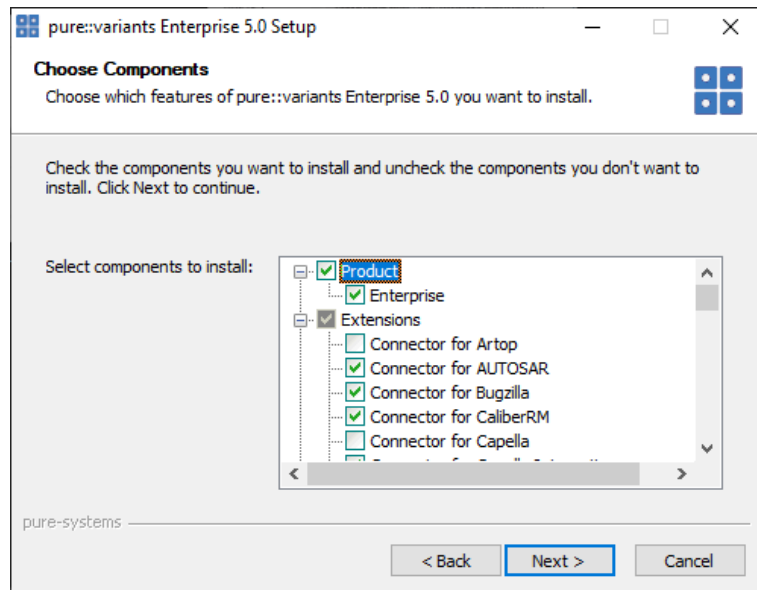 pure::variants Enterprise 5.0 Setup
Choose Components
Choose which features of pure::variants Enterprise 5.0 you want to install.
Check the components you want to install and uncheck the components you don't want to
install. Click Next to continue.
Select components to install:
Product
Enterprise
Extensions
Connector for Artop
Connector for AUTOSAR
Connector for Bugzilla
Connector for CaliberRM
Connector for Capella
pure-systems
< Back
Next >
Cancel